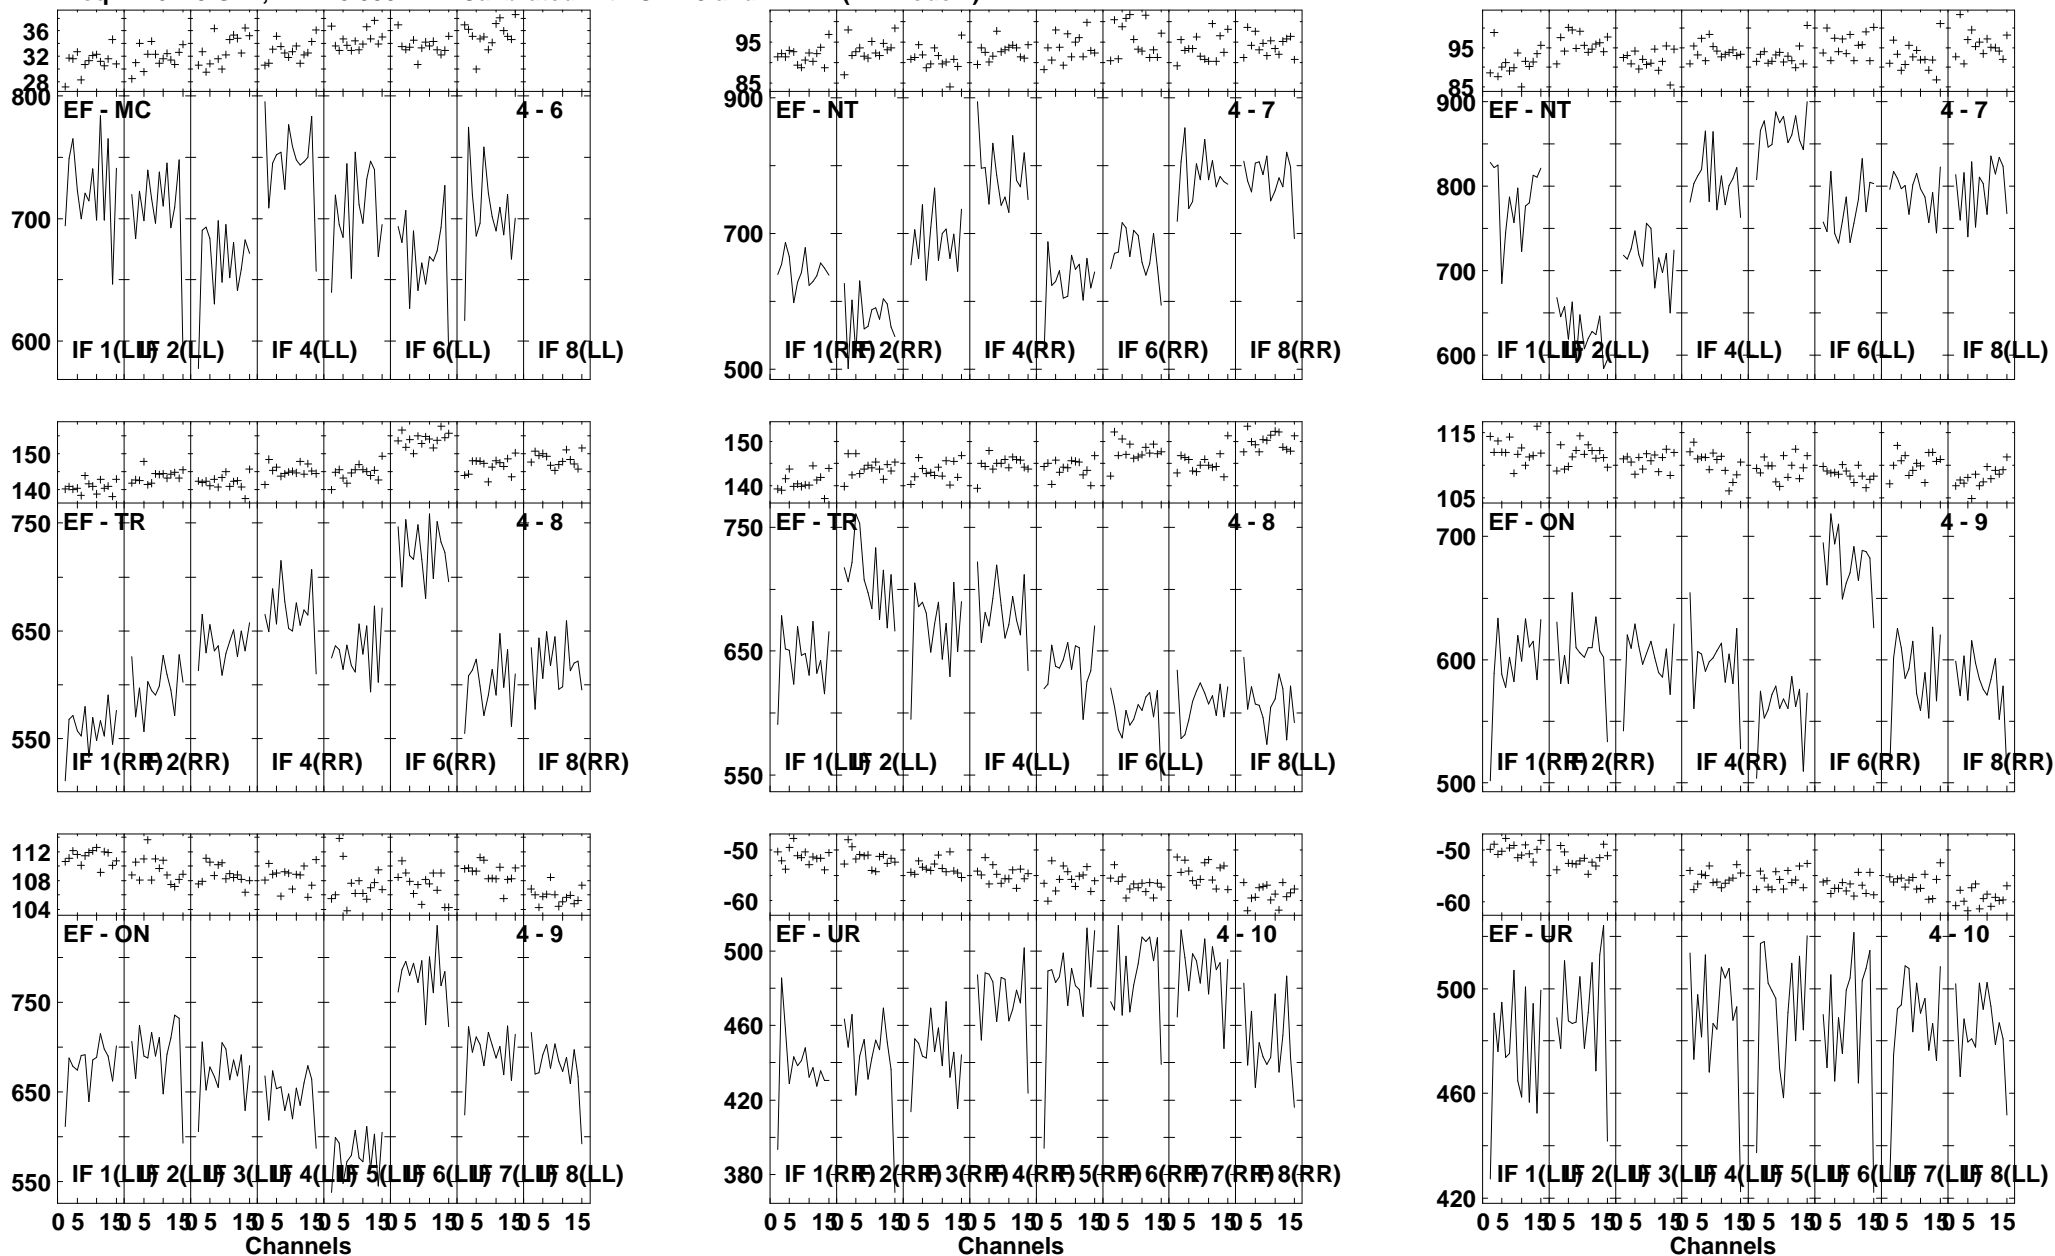 36
32
28
800
EF - MC 4 - 6
700
600
IF 1(LL) IF 2(LL) IF 4(LL) IF 6(LL) IF 8(LL)
95
85
900
EF - NT 4 - 7
700
500
IF 1(RR) IF 2(RR) IF 4(RR) IF 6(RR) IF 8(RR)
95
85
900
EF - NT 4 - 7
800
700
600
IF 1(LL) IF 2(LL) IF 4(LL) IF 6(LL) IF 8(LL)
150
140
750
EF - TR 4 - 8
650
550
IF 1(RR) IF 2(RR) IF 4(RR) IF 6(RR) IF 8(RR)
150
140
750
EF - TR 4 - 8
650
550
IF 1(LL) IF 2(LL) IF 4(LL) IF 6(LL) IF 8(LL)
115
105
EF - ON 4 - 9
700
600
500
IF 1(RR) IF 2(RR) IF 4(RR) IF 6(RR) IF 8(RR)
112
108
104
EF - ON 4 - 9
750
650
550
IF 1(LL) IF 2(LL) IF 3(LL) IF 4(LL) IF 5(LL) IF 6(LL) IF 7(LL) IF 8(LL)
0 5 15 0 5 15 0 5 15 0 5 15 0 5 15 0 5 15 0 5 15 0 5 15
Channels
-50
-60
EF - UR 4 - 10
500
460
420
380
IF 1(RR) IF 2(RR) IF 3(RR) IF 4(RR) IF 5(RR) IF 6(RR) IF 7(RR) IF 8(RR)
0 5 15 0 5 15 0 5 15 0 5 15 0 5 15 0 5 15 0 5 15 0 5 15
Channels
-50
-60
EF - UR 4 - 10
500
460
420
IF 1(LL) IF 2(LL) IF 3(LL) IF 4(LL) IF 5(LL) IF 6(LL) IF 7(LL) IF 8(LL)
0 5 15 0 5 15 0 5 15 0 5 15 0 5 15 0 5 15 0 5 15 0 5 15
Channels